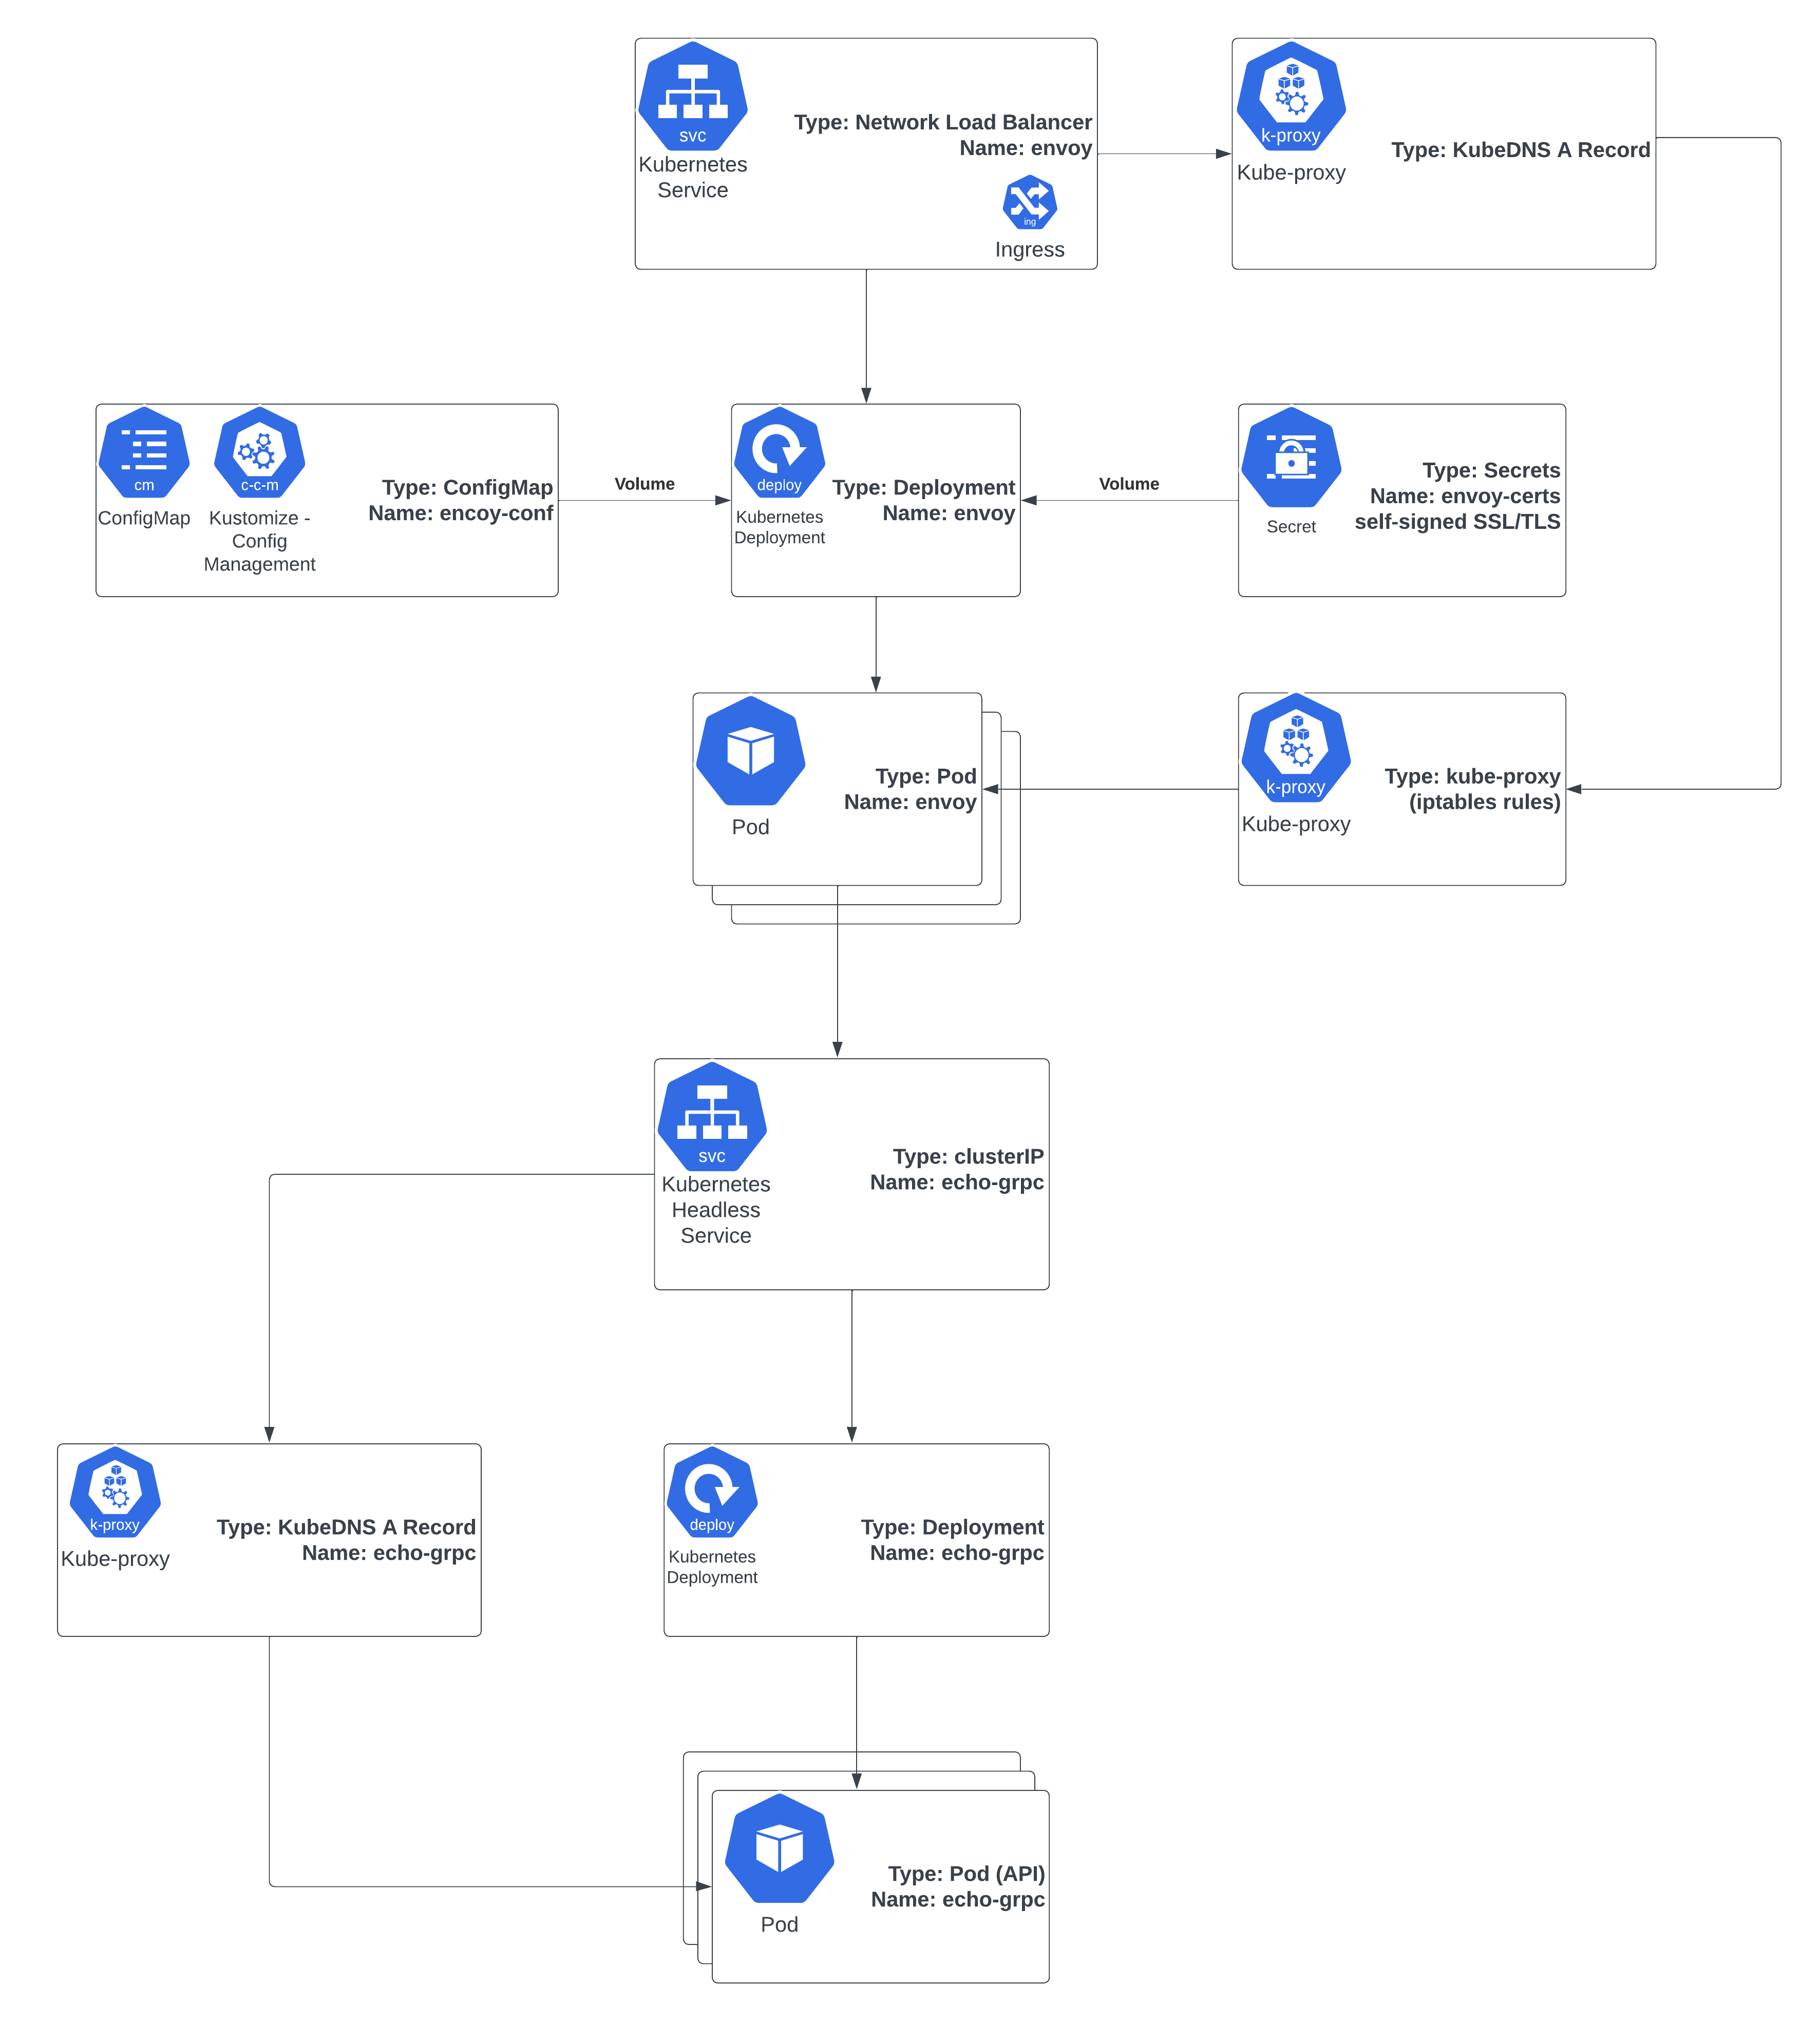 svc
Kubernetes
Service
Type: Network Load Balancer
Name: envoy
ing
Ingress
k-proxy
Kube-proxy
Type: KubeDNS A Record
cm
ConfigMap
c-c-m
Kustomize -
Config
Management
Type: ConfigMap
Name: encoy-conf
Volume
deploy
Kubernetes
Deployment
Type: Deployment
Name: envoy
Volume
Secret
Type: Secrets
Name: envoy-certs
self-signed SSL/TLS
Pod
Type: Pod
Name: envoy
k-proxy
Kube-proxy
Type: kube-proxy
(iptables rules)
svc
Kubernetes
Headless
Service
Type: clusterIP
Name: echo-grpc
k-proxy
Kube-proxy
Type: KubeDNS A Record
Name: echo-grpc
deploy
Kubernetes
Deployment
Type: Deployment
Name: echo-grpc
Pod
Type: Pod (API)
Name: echo-grpc